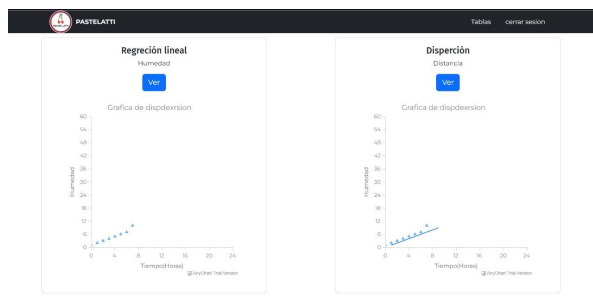 PASTELATTI
Tablas cerrar sesion
Regreción lineal
Humedad
Ver
Grafica de dispdexrsion
60
54
48
42
36
30
24
18
12
6
0
Humedad
0 4 8 12 16 20 24
Tiempo(Horas)
AnyChart Trial Version
Disperción
Distancia
Ver
Grafica de dispdexrsion
60
54
48
42
36
30
24
18
12
6
0
Humedad
0 4 8 12 16 20 24
Tiempo(Horas)
AnyChart Trial Version